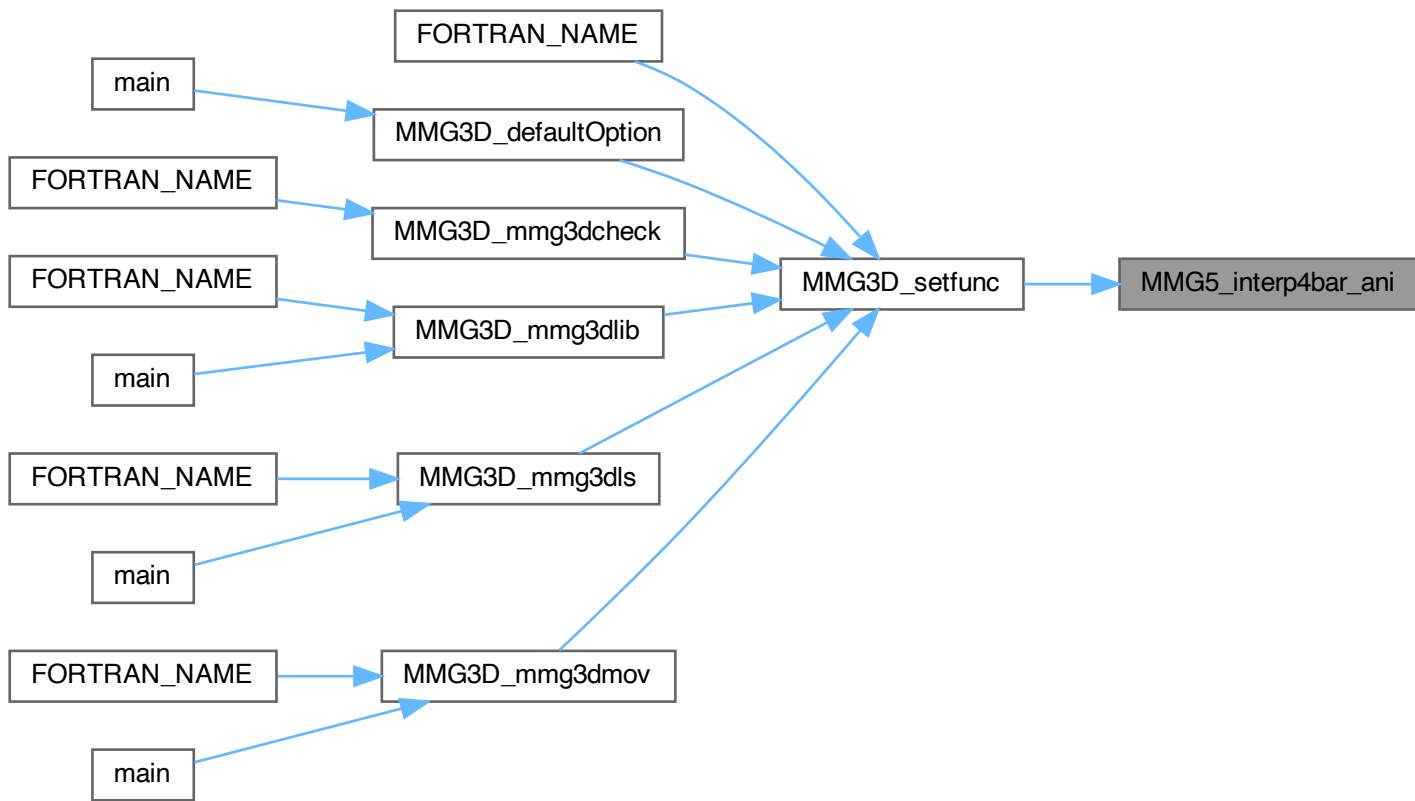 FORTRAN_NAME
main
MMG3D_defaultOption
FORTRAN_NAME
MMG3D_mmg3dcheck
FORTRAN_NAME
MMG3D_setfunc
MMG5_interp4bar_ani
MMG3D_mmg3dlib
main
FORTRAN_NAME
MMG3D_mmg3dls
main
FORTRAN_NAME
MMG3D_mmg3dmov
main